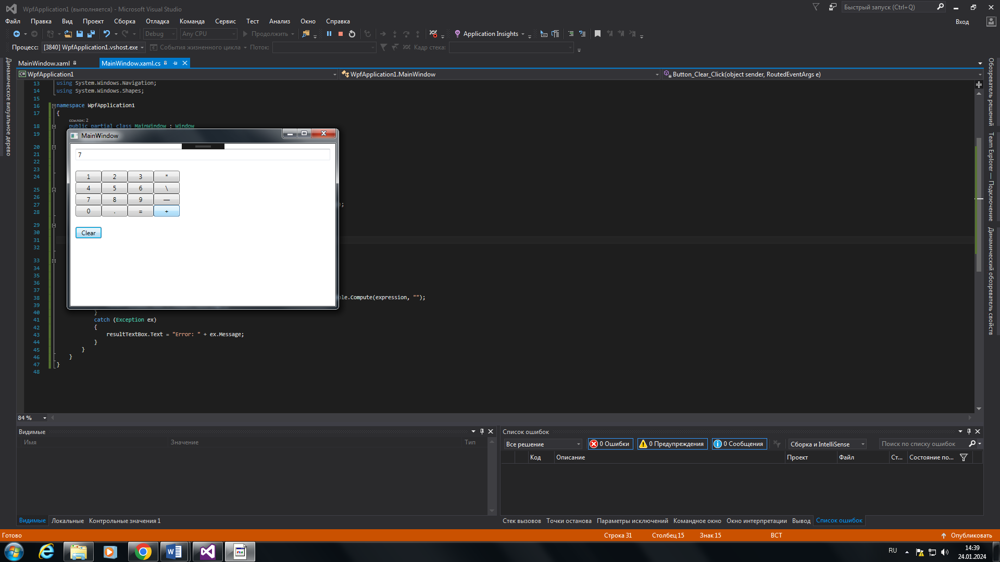 WpfApplication1 (выполняется) - Microsoft Visual Studio
Быстрый запуск (Ctrl+Q)
Файл Правка Вид Проект Сборка Отладка Команда Сервис Тест Анализ Окно Справка
Вход
Debug Any CPU Продолжить Application Insights
Процесс: [3840] WpfApplication1.vshost.exe События жизненного цикла Поток: Кадр стека:
MainWindow.xaml MainWindow.xaml.cs
C# WpfApplication1 WpfApplication1.MainWindow Button_Clear_Click(object sender, RoutedEventArgs e)
Динамическое визуальное дерево
Обозреватель решений
Team Explorer — Подключение
Динамический обозреватель свойств
13 using System.Windows.Navigation;
14 using System.Windows.Shapes;
15
16 namespace WpfApplication1
17 {
ссылок: 2
18 public partial class MainWindow : Window
19
20
21
22
23
24
25
26
27 );
28
29
30
31
32
33
34
35
36
37
38 ble.Compute(expression, "");
39
40 }
41 catch (Exception ex)
42 {
43 resultTextBox.Text = "Error: " + ex.Message;
44 }
45 }
46 }
47 }
48
MainWindow
7
1 2 3 *
4 5 6 \
7 8 9 —
0 . = +
Clear
84 %
Видимые
Имя Значение Тип
Видимые Локальные Контрольные значения 1
Список ошибок
Все решение 0 Ошибки 0 Предупреждения 0 Сообщения Сборка и IntelliSense Поиск по списку ошибок
Код Описание Проект Файл Ст... Состояние по...
Стек вызовов Точки останова Параметры исключений Командное окно Окно интерпретации Вывод Список ошибок
Готово Строка 31 Столбец 15 Знак 15 ВСТ Опубликовать
RU
14:39
24.01.2024